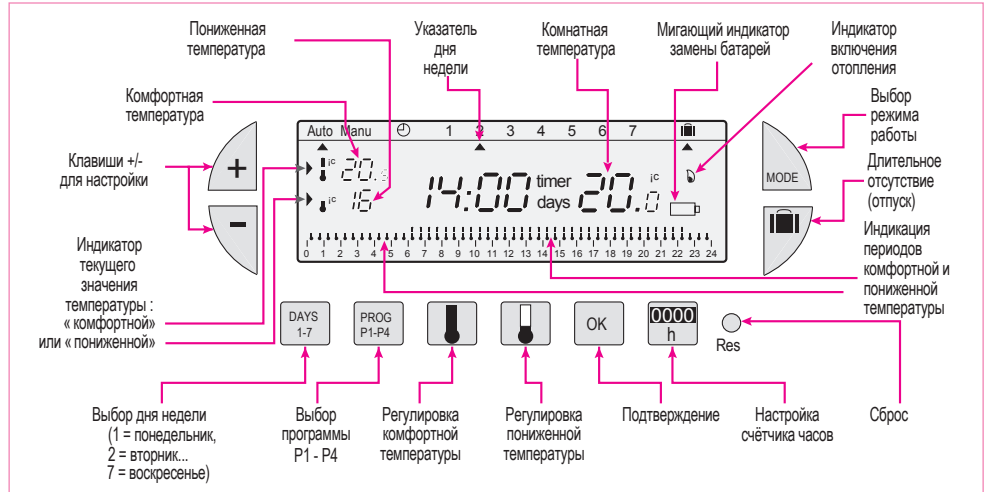 Пониженная
температура
Указатель
дня
недели
Комнатная
температура
Мигающий индикатор
замены батарей
Индикатор
включения
отопления
Комфортная
температура
Выбор
режима
работы
Клавиши +/-
для настройки
+
-
Auto Manu 1 2 3 4 5 6 7
°C 20.5
°C 16
14:00 timer
days
20.0 °C
0 1 2 3 4 5 6 7 8 9 10 11 12 13 14 15 16 17 18 19 20 21 22 23 24
MODE
Длительное
отсутствие
(отпуск)
Индикация
периодов
комфортной и
пониженной
температуры
Индикатор
текущего
значения
температуры :
« комфортной»
или « пониженной»
DAYS
1-7
PROG
P1-P4
OK
0000
h
Res
Выбор дня недели
(1 = понедельник,
2 = вторник...
7 = воскресенье)
Выбор
программы
P1 - P4
Регулировка
комфортной
температуры
Регулировка
пониженной
температуры
Подтверждение
Настройка
счётчика часов
Сброс